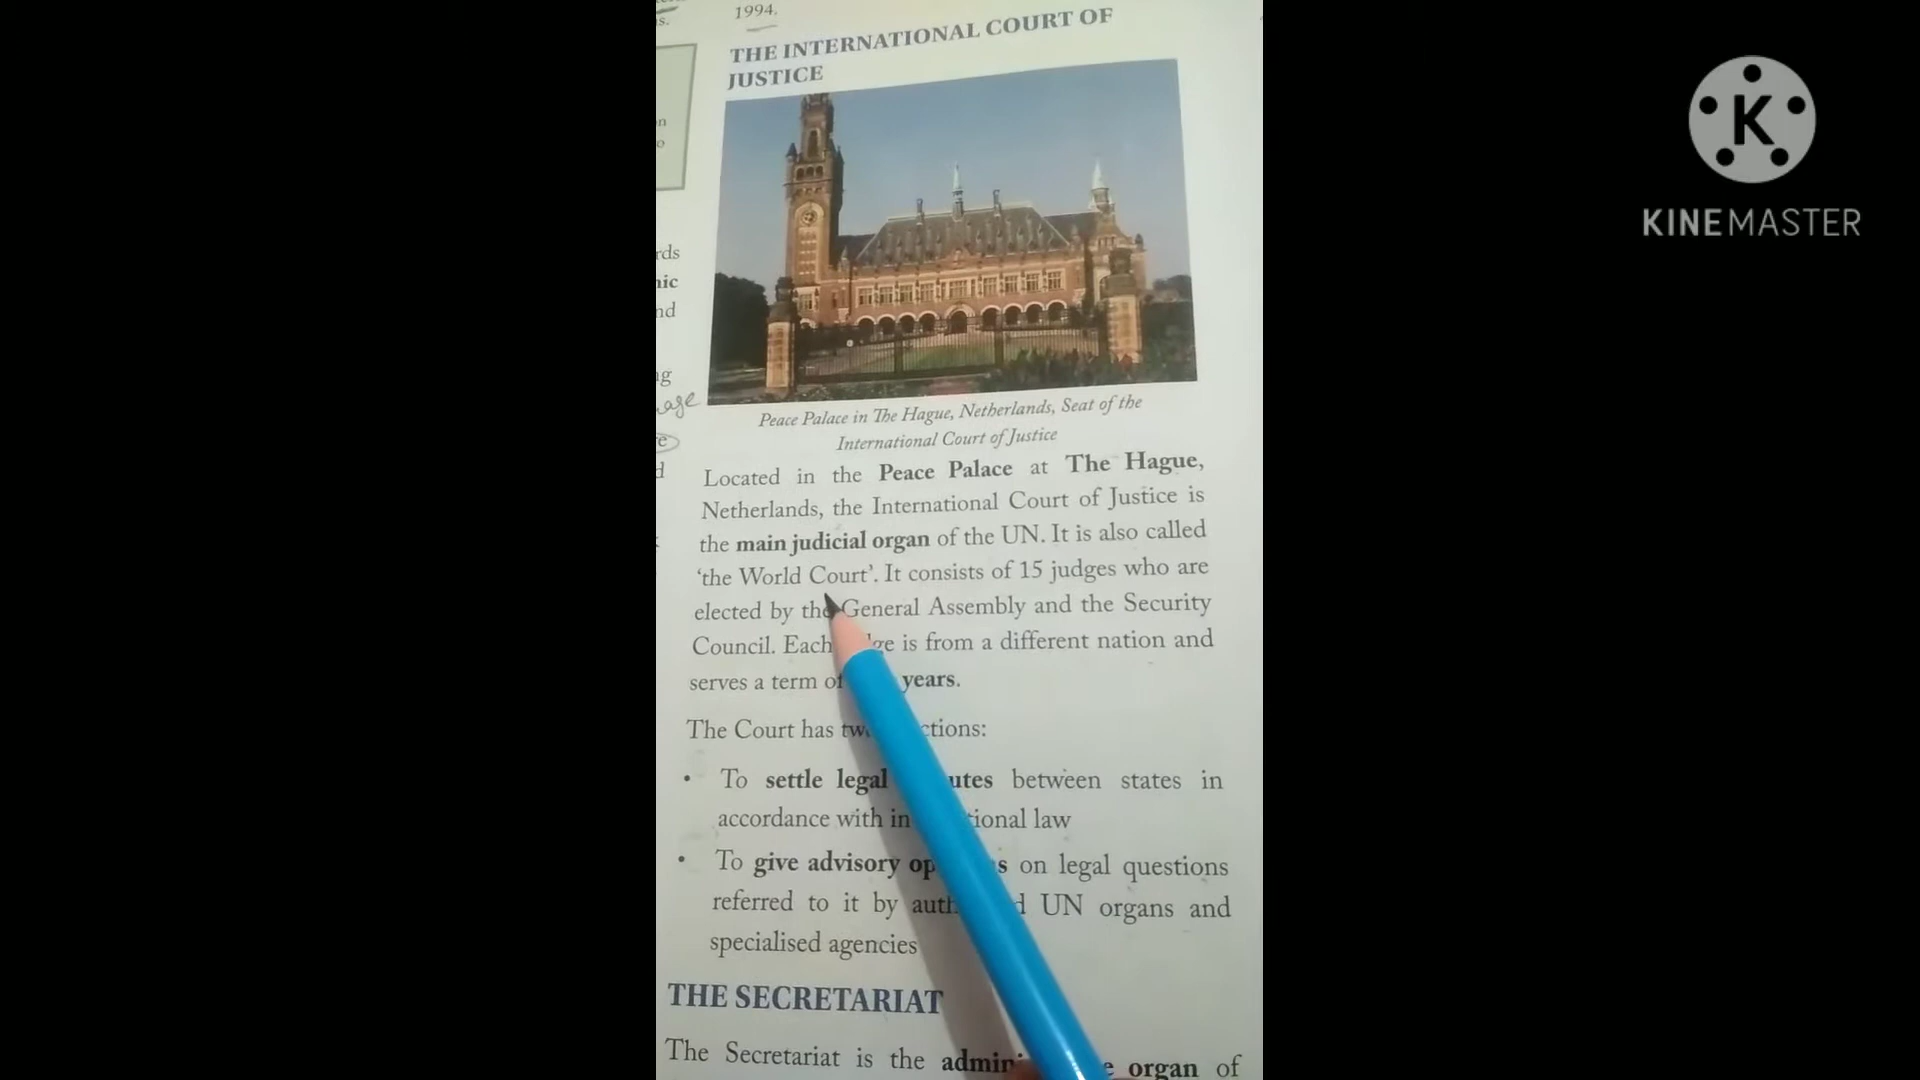 1994.
THE INTERNATIONAL COURT OF
JUSTICE
Peace Palace in The Hague, Netherlands, Seat of the
International Court of Justice
Located in the Peace Palace at The Hague,
Netherlands, the International Court of Justice is
the main judicial organ of the UN. It is also called
‘the World Court’. It consists of 15 judges who are
elected by the General Assembly and the Security
Council. Each is from a different nation and
serves a term of years.
The Court has
• To settle legal between states in
accordance with law
• To give advisory on legal questions
referred to it by UN organs and
specialised agencies
THE SECRETARIAT
The Secretariat is the organ of
s.
rds
nd
age
K
KINEMASTER